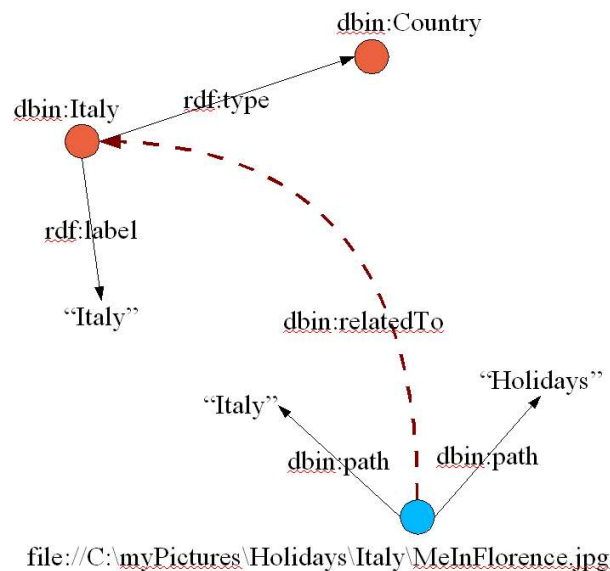 dbin:Country
rdf:type
dbin:Italy
rdf:label
“Italy”
dbin:relatedTo
“Holidays”
“Italy”
dbin:path
dbin:path
file://C:\myPictures\Holidays\Italy\MeInFlorence.jpg